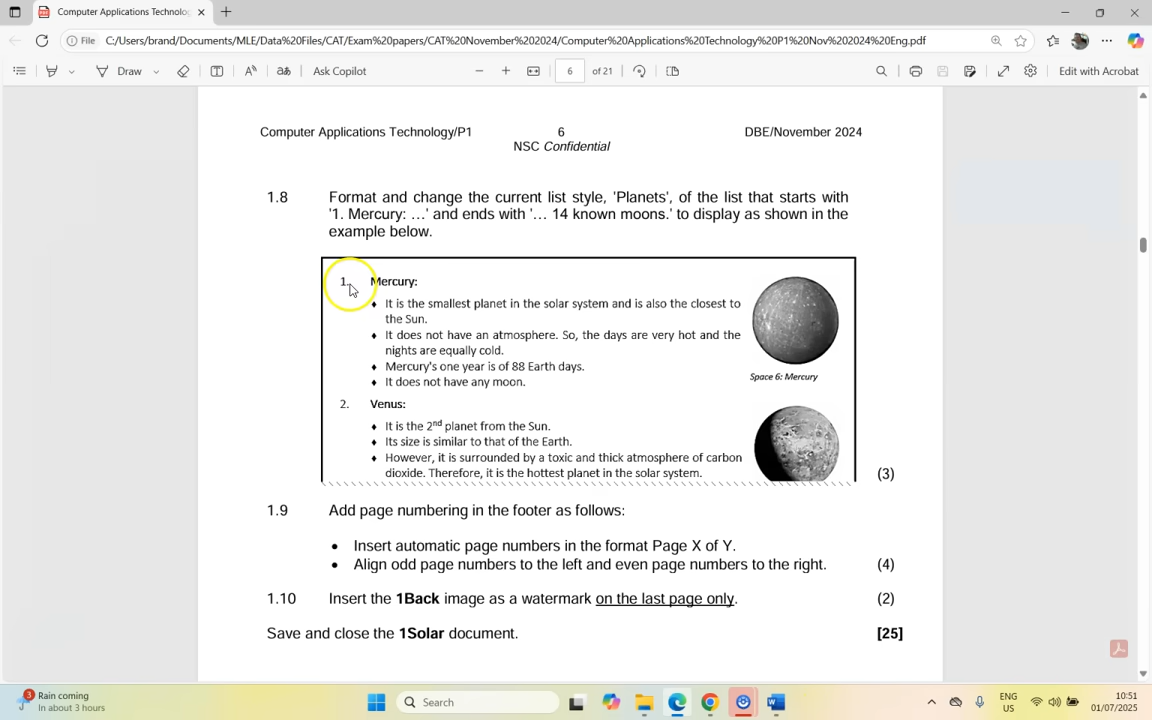 Computer Applications Technolo
File
C:/Users/brand/Documents/MLE/Data%20Files/CAT/Exam%20papers/CAT%20November%202024/Computer%20Applications%20Technology%20P1%20Nov%202024%20Eng.pdf
Draw
Ask Copilot
6 of 21
Edit with Acrobat
Computer Applications Technology/P1 6 DBE/November 2024
NSC Confidential
1.8 Format and change the current list style, 'Planets', of the list that starts with
'1. Mercury: …' and ends with '… 14 known moons.' to display as shown in the
example below.
1. Mercury:
♦ It is the smallest planet in the solar system and is also the closest to
the Sun.
♦ It does not have an atmosphere. So, the days are very hot and the
nights are equally cold.
♦ Mercury's one year is of 88 Earth days.
♦ It does not have any moon.
Space 6: Mercury
2. Venus:
♦ It is the 2nd planet from the Sun.
♦ Its size is similar to that of the Earth.
♦ However, it is surrounded by a toxic and thick atmosphere of carbon
dioxide. Therefore, it is the hottest planet in the solar system.
(3)
1.9 Add page numbering in the footer as follows:
• Insert automatic page numbers in the format Page X of Y.
• Align odd page numbers to the left and even page numbers to the right. (4)
1.10 Insert the 1Back image as a watermark on the last page only. (2)
Save and close the 1Solar document. [25]
3
Rain coming
In about 3 hours
Search
ENG
US
10:51
01/07/2025